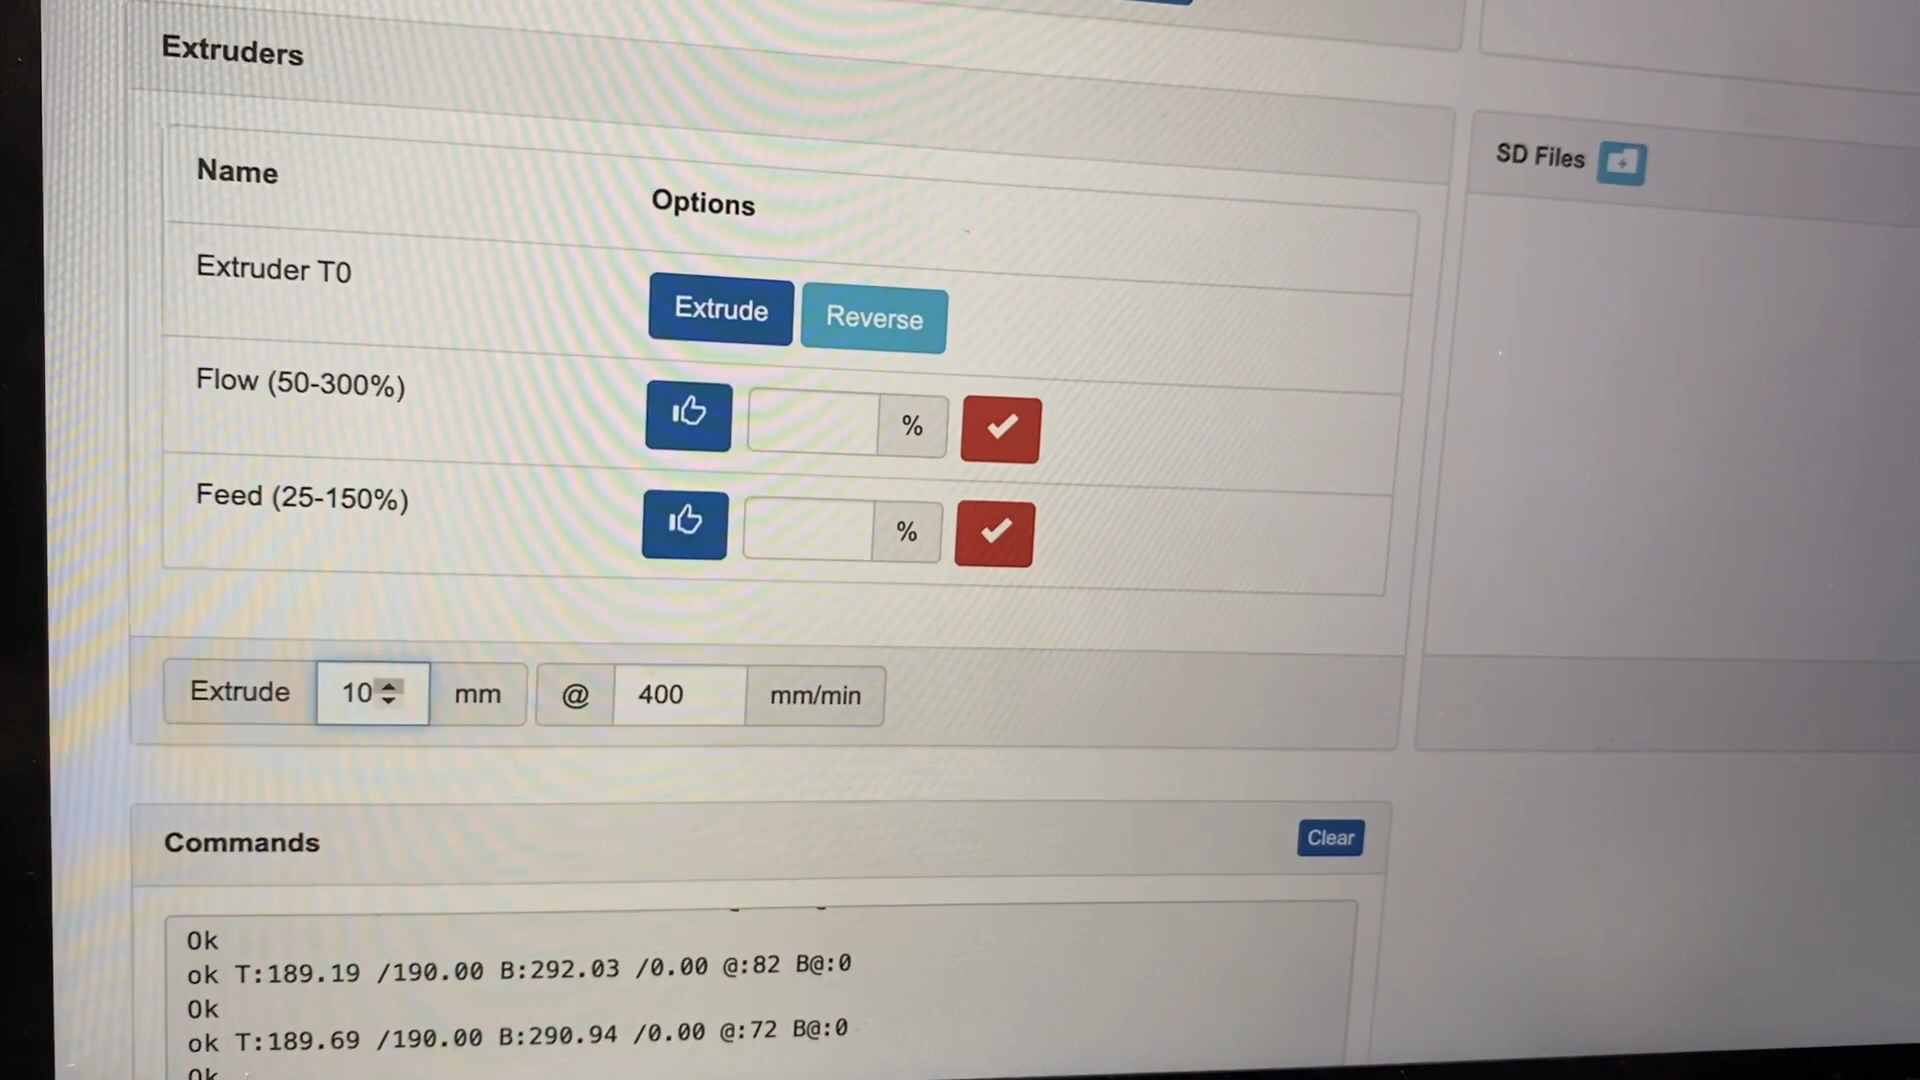 Extruders
SD Files
Name
Options
Extruder T0
Extrude Reverse
Flow (50-300%)
%
Feed (25-150%)
%
Extrude 10 mm @ 400 mm/min
Commands
Clear
Ok
ok T:189.19 /190.00 B:292.03 /0.00 @:82 B@:0
Ok
ok T:189.69 /190.00 B:290.94 /0.00 @:72 B@:0
Ok